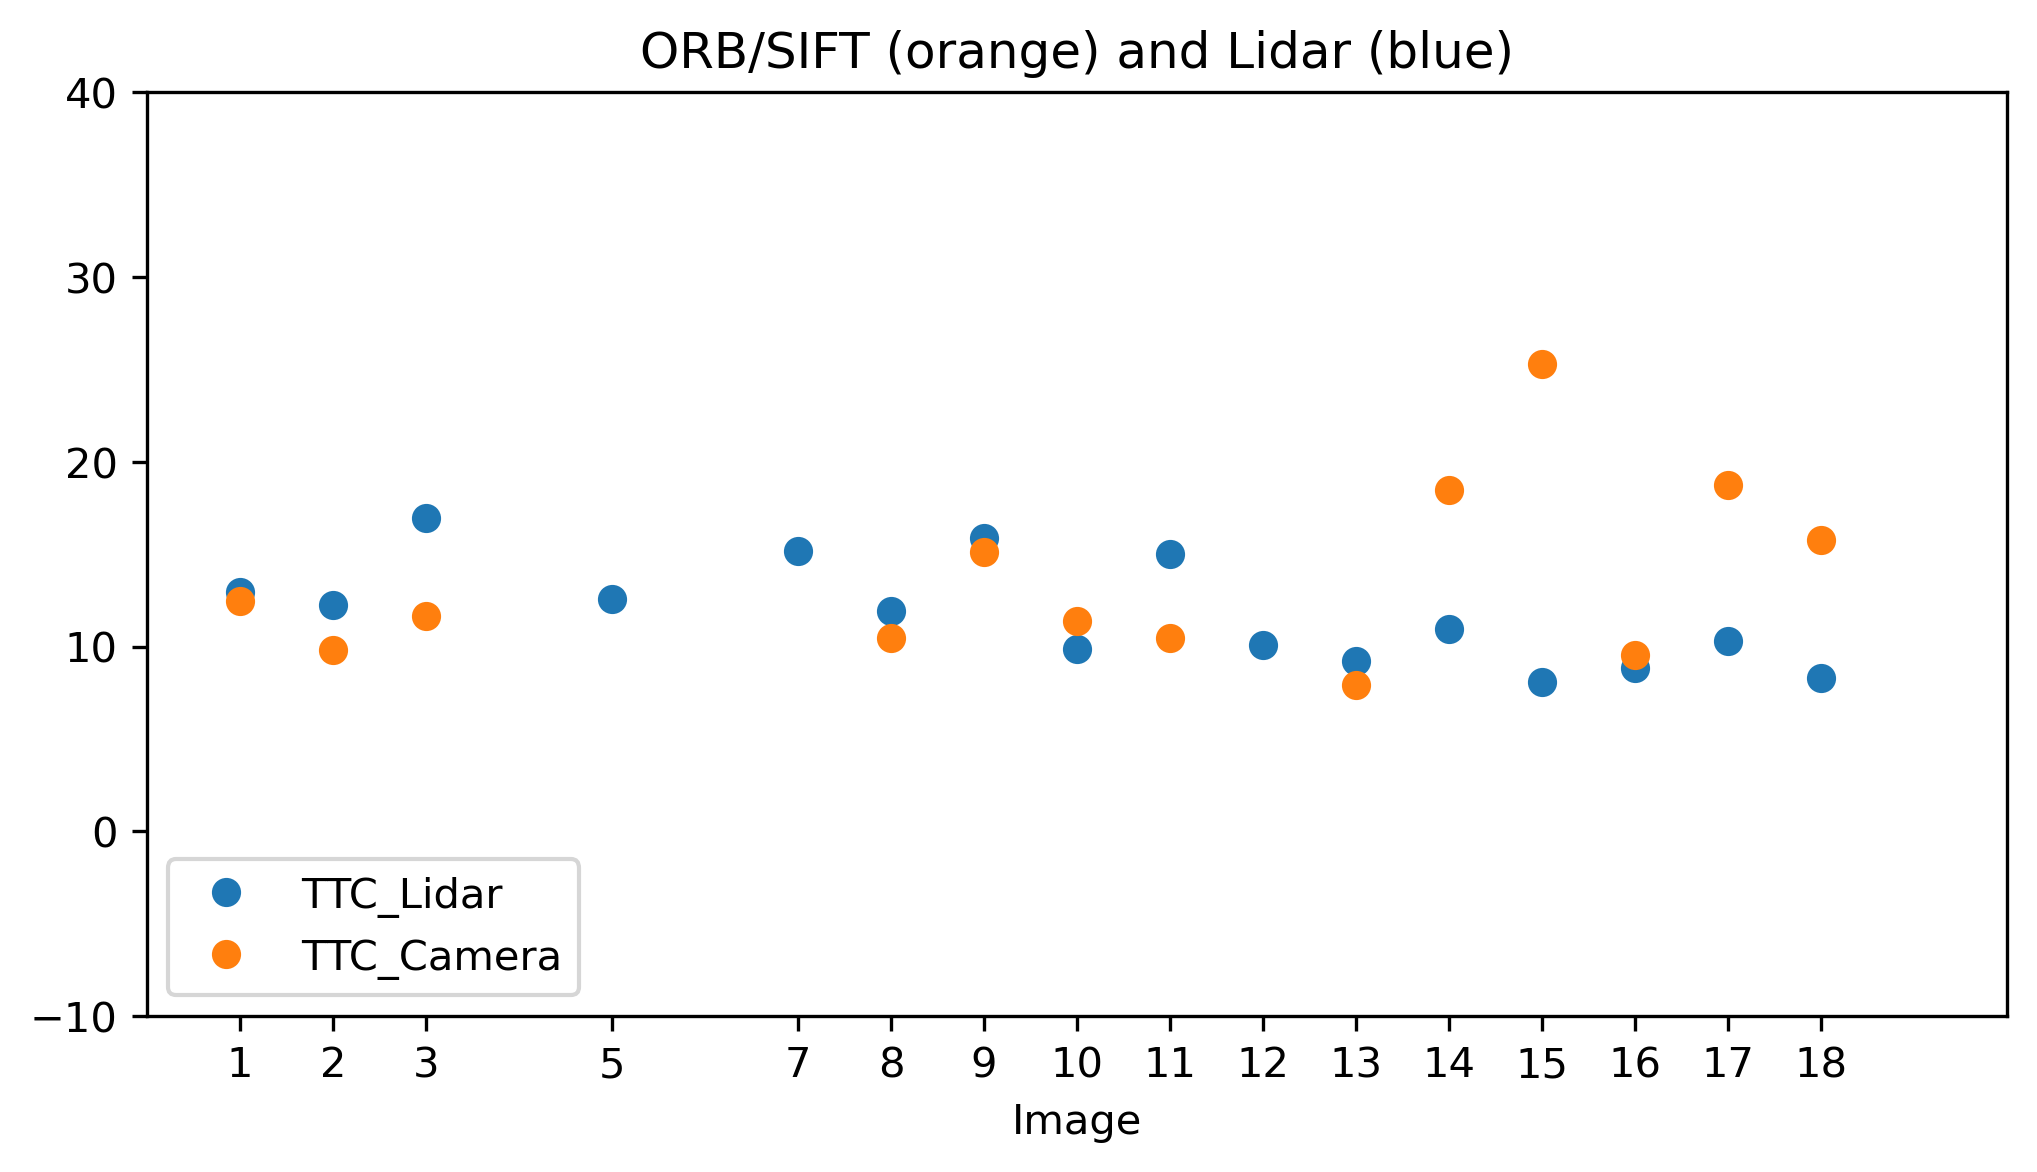 ORB/SIFT (orange) and Lidar (blue)
40
30
20
10
0
−10
TTC_Lidar
TTC_Camera
1 2 3 5 7 8 9 10 11 12 13 14 15 16 17 18
Image